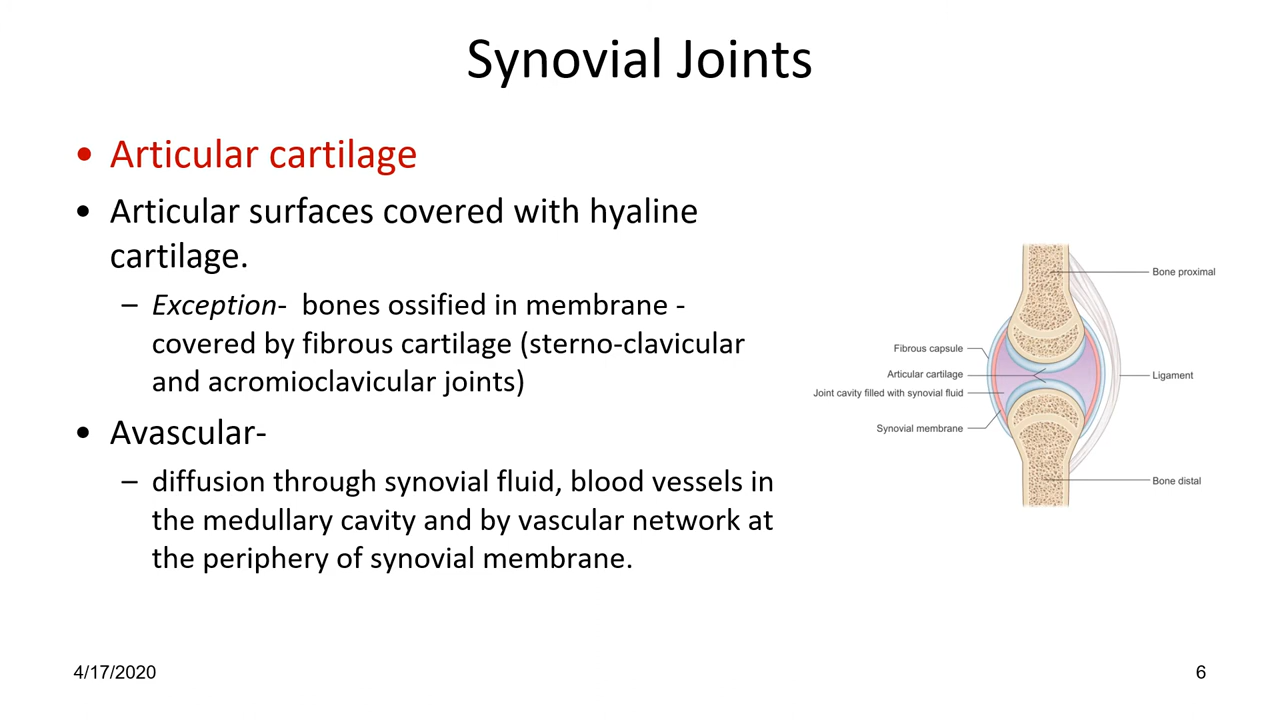 Synovial Joints
• Articular cartilage
• Articular surfaces covered with hyaline
cartilage.
– Exception- bones ossified in membrane -
covered by fibrous cartilage (sterno-clavicular
and acromioclavicular joints)
• Avascular-
– diffusion through synovial fluid, blood vessels in
the medullary cavity and by vascular network at
the periphery of synovial membrane.
Bone proximal
Fibrous capsule
Articular cartilage
Ligament
Joint cavity filled with synovial fluid
Synovial membrane
Bone distal
4/17/2020
6